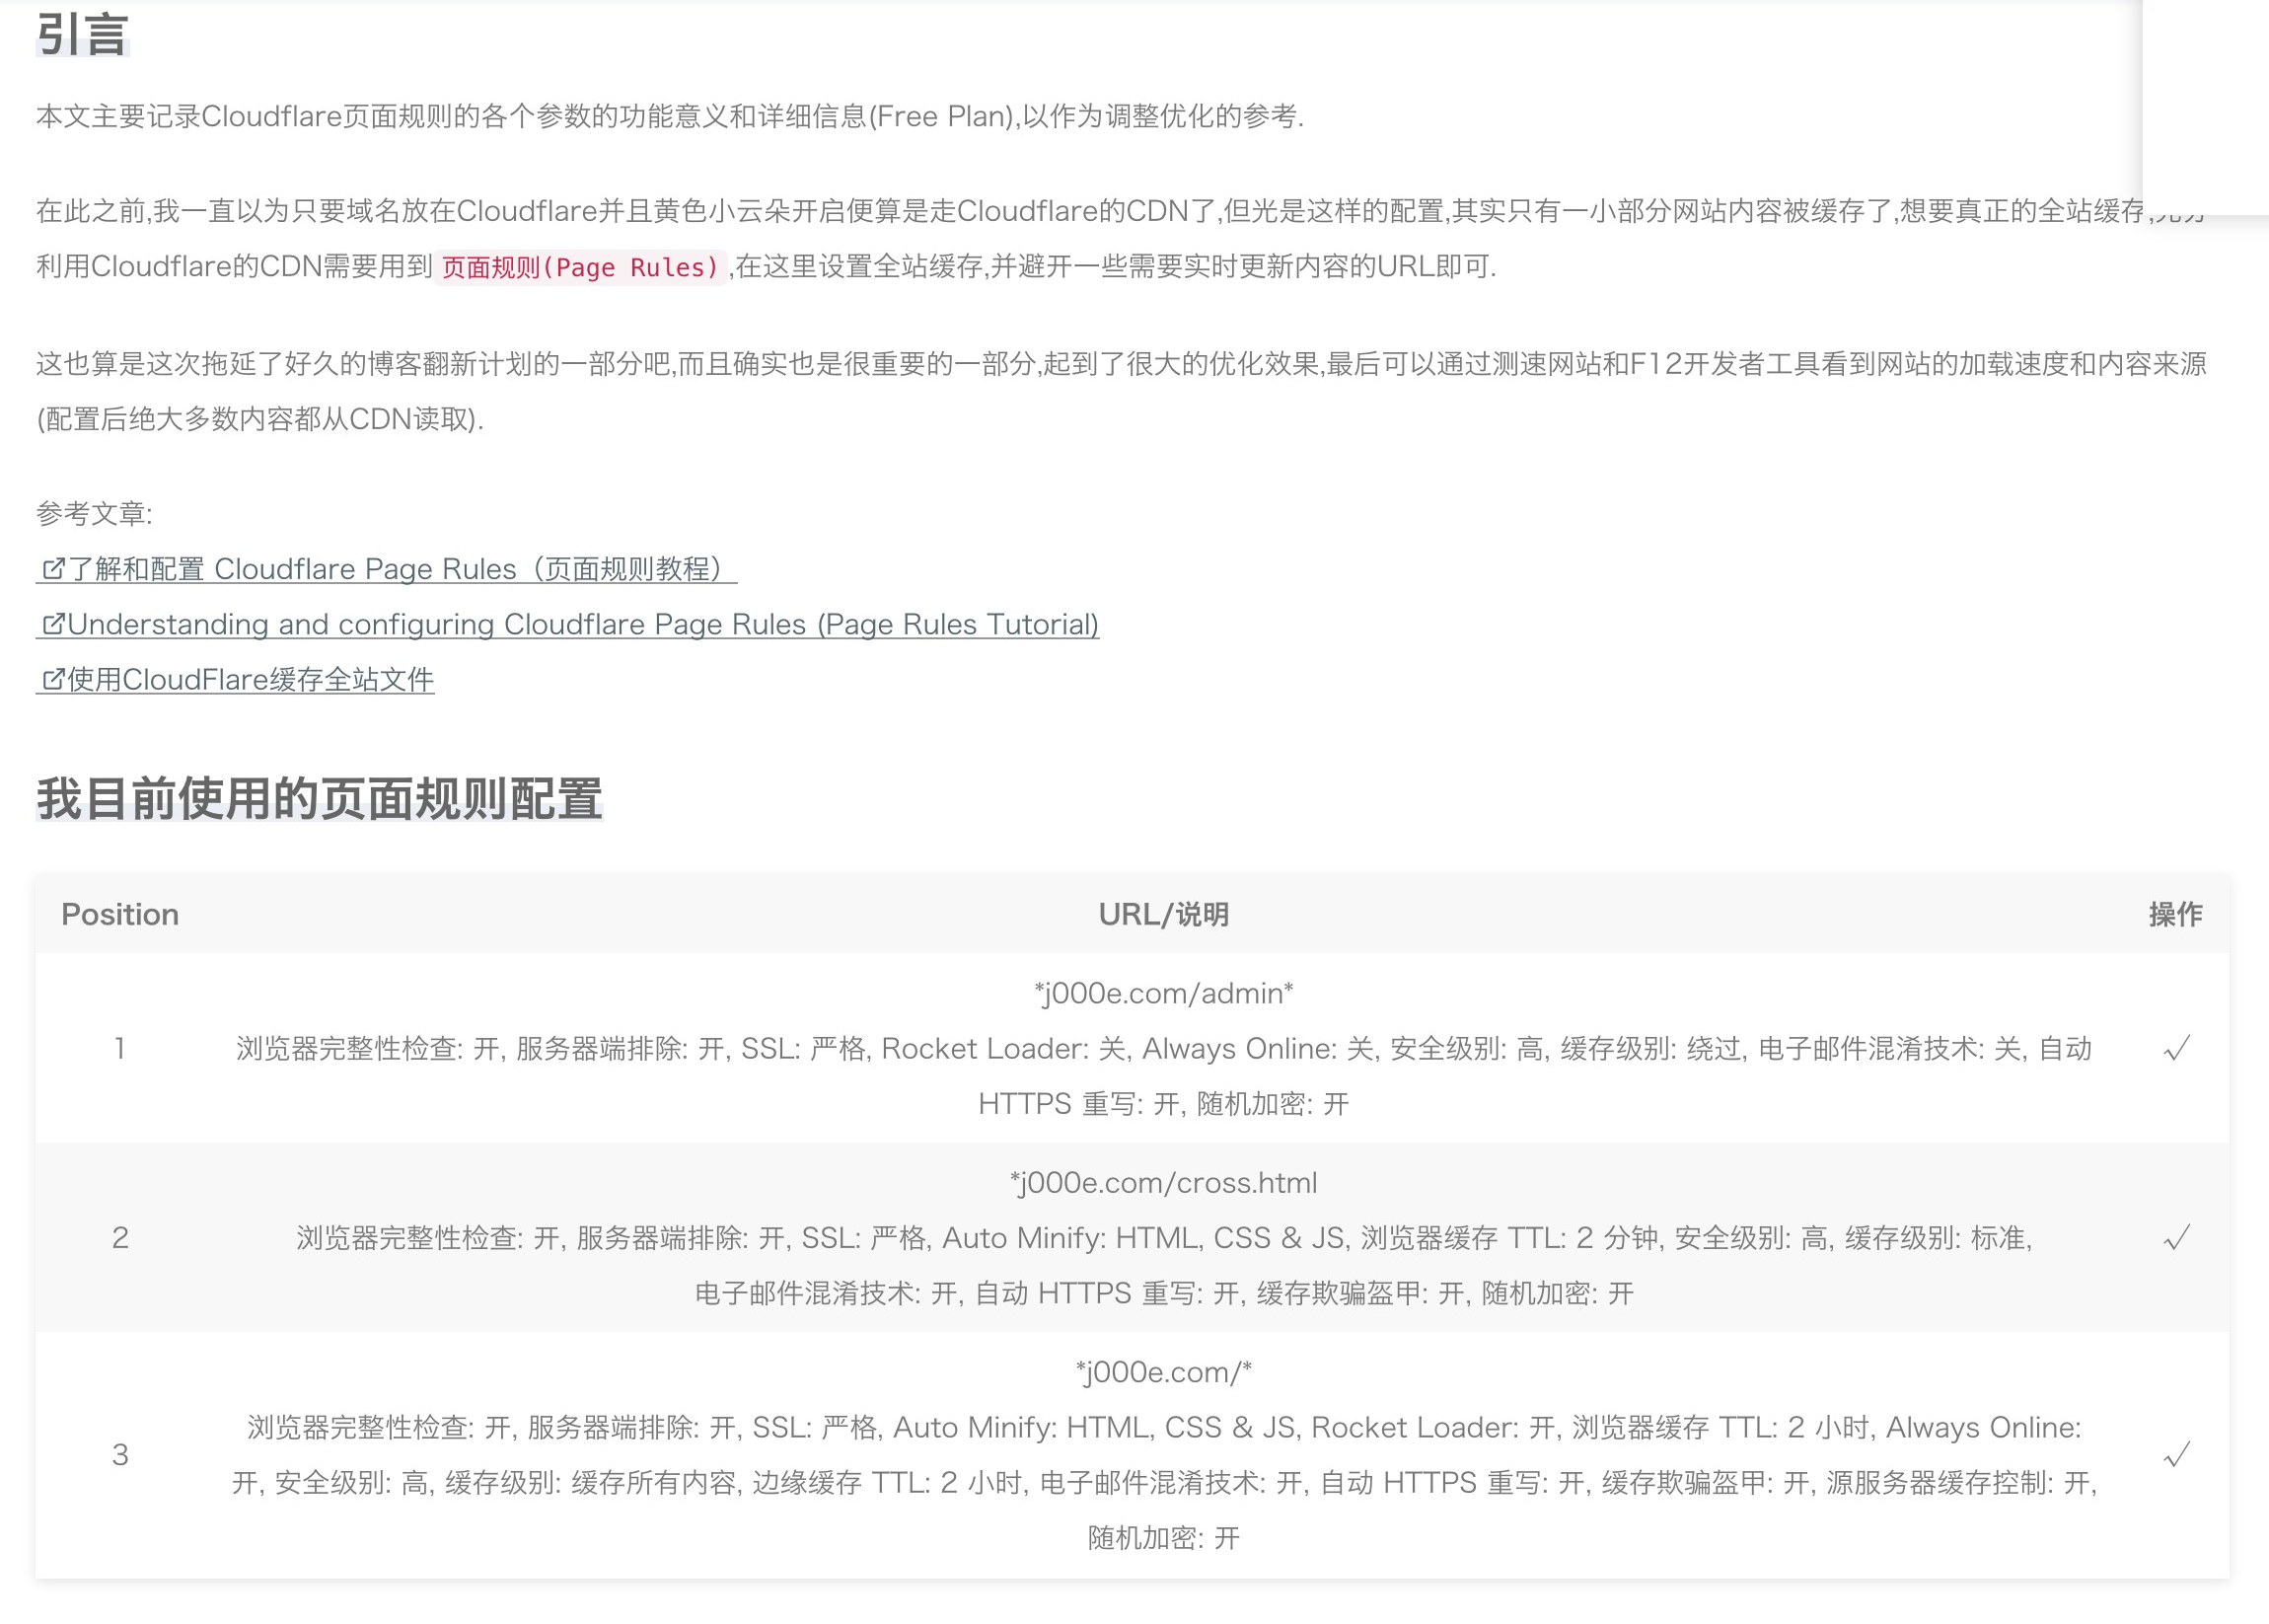 引言
本文主要记录Cloudflare页面规则的各个参数的功能意义和详细信息(Free Plan),以作为调整优化的参考.
在此之前,我一直以为只要域名放在Cloudflare并且黄色小云朵开启便算是走Cloudflare的CDN了,但光是这样的配置,其实只有一小部分网站内容被缓存了,想要真正的全站缓存,
利用Cloudflare的CDN需要用到 页面规则(Page Rules) ,在这里设置全站缓存,并避开一些需要实时更新内容的URL即可.
这也算是这次拖延了好久的博客翻新计划的一部分吧,而且确实也是很重要的一部分,起到了很大的优化效果,最后可以通过测速网站和F12开发者工具看到网站的加载速度和内容来源
(配置后绝大多数内容都从CDN读取).
参考文章:
了解和配置 Cloudflare Page Rules（页面规则教程）
Understanding and configuring Cloudflare Page Rules (Page Rules Tutorial)
使用CloudFlare缓存全站文件
我目前使用的页面规则配置
Position URL/说明 操作
*j000e.com/admin*
1 浏览器完整性检查: 开, 服务器端排除: 开, SSL: 严格, Rocket Loader: 关, Always Online: 关, 安全级别: 高, 缓存级别: 绕过, 电子邮件混淆技术: 关, 自动 √
HTTPS 重写: 开, 随机加密: 开
*j000e.com/cross.html
2 浏览器完整性检查: 开, 服务器端排除: 开, SSL: 严格, Auto Minify: HTML, CSS & JS, 浏览器缓存 TTL: 2 分钟, 安全级别: 高, 缓存级别: 标准, √
电子邮件混淆技术: 开, 自动 HTTPS 重写: 开, 缓存欺骗盔甲: 开, 随机加密: 开
*j000e.com/*
浏览器完整性检查: 开, 服务器端排除: 开, SSL: 严格, Auto Minify: HTML, CSS & JS, Rocket Loader: 开, 浏览器缓存 TTL: 2 小时, Always Online:
3 开, 安全级别: 高, 缓存级别: 缓存所有内容, 边缘缓存 TTL: 2 小时, 电子邮件混淆技术: 开, 自动 HTTPS 重写: 开, 缓存欺骗盔甲: 开, 源服务器缓存控制: 开, √
随机加密: 开